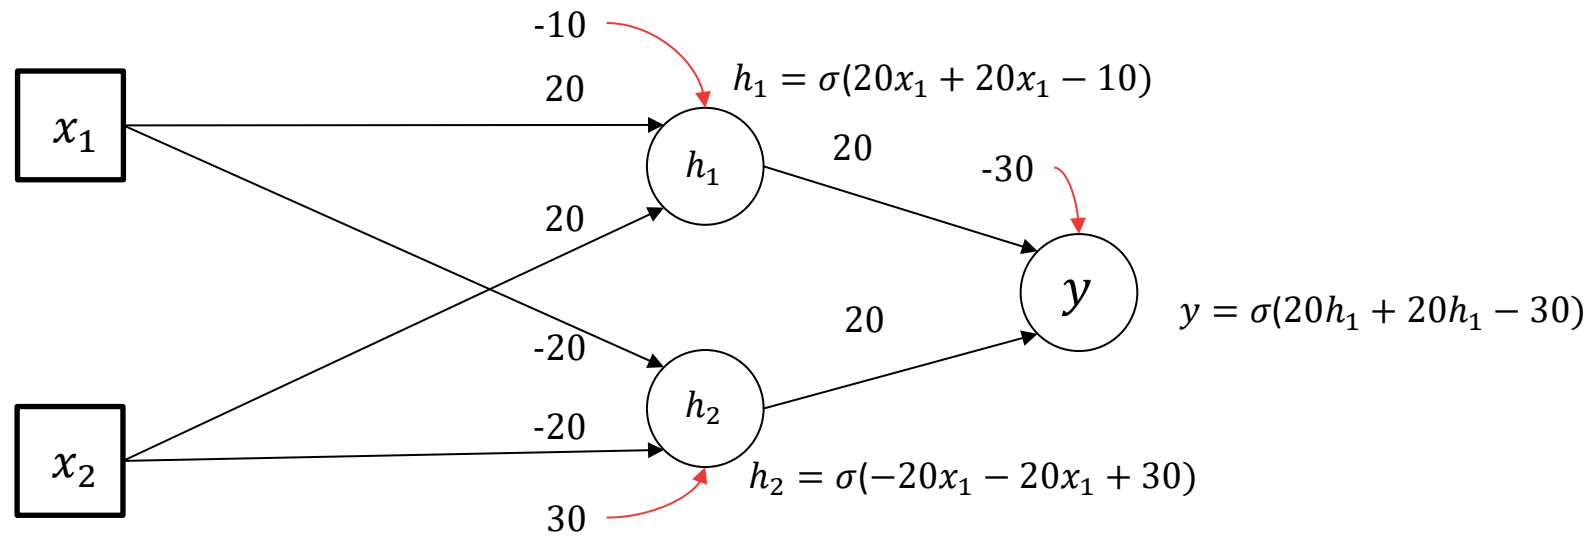 -10
20
h₁ = σ(20x₁ + 20x₁ − 10)
x₁
h₁
20
-30
20
y
y = σ(20h₁ + 20h₁ − 30)
20
-20
h₂
-20
x₂
h₂ = σ(−20x₁ − 20x₁ + 30)
30